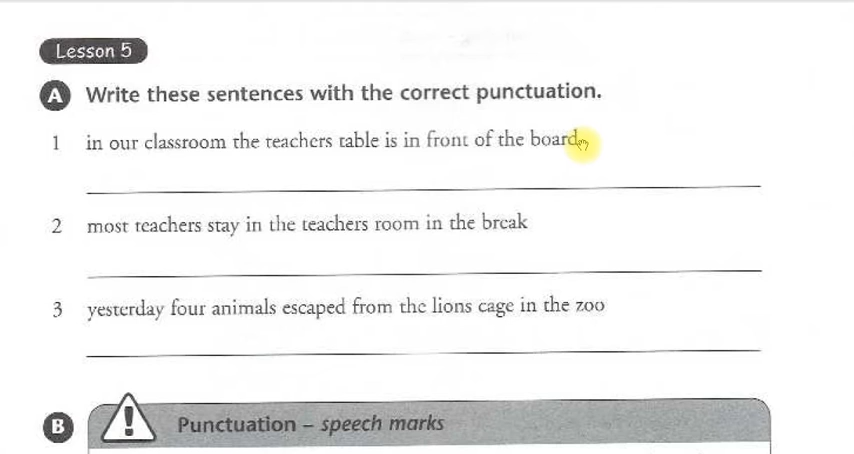 Lesson 5
A Write these sentences with the correct punctuation.
1 in our classroom the teachers table is in front of the board
2 most teachers stay in the teachers room in the break
3 yesterday four animals escaped from the lions cage in the zoo
B ! Punctuation – speech marks